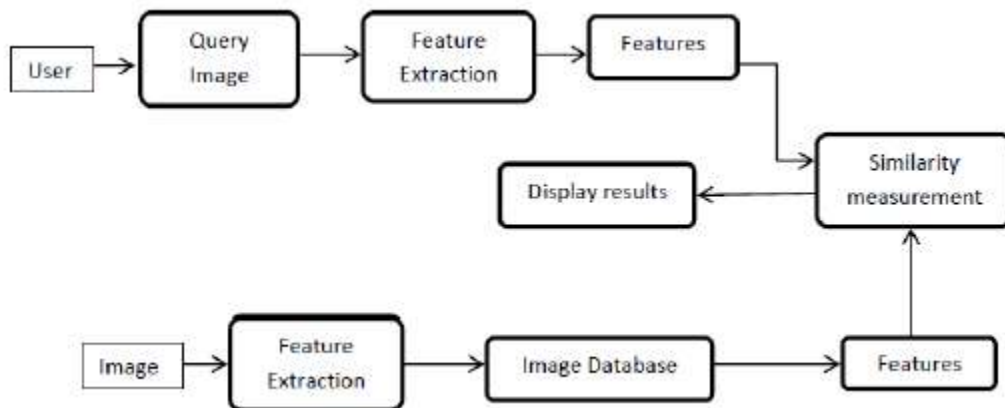 User
Query
Image
Feature
Extraction
Features
Similarity
measurement
Display results
Image
Feature
Extraction
Image Database
Features